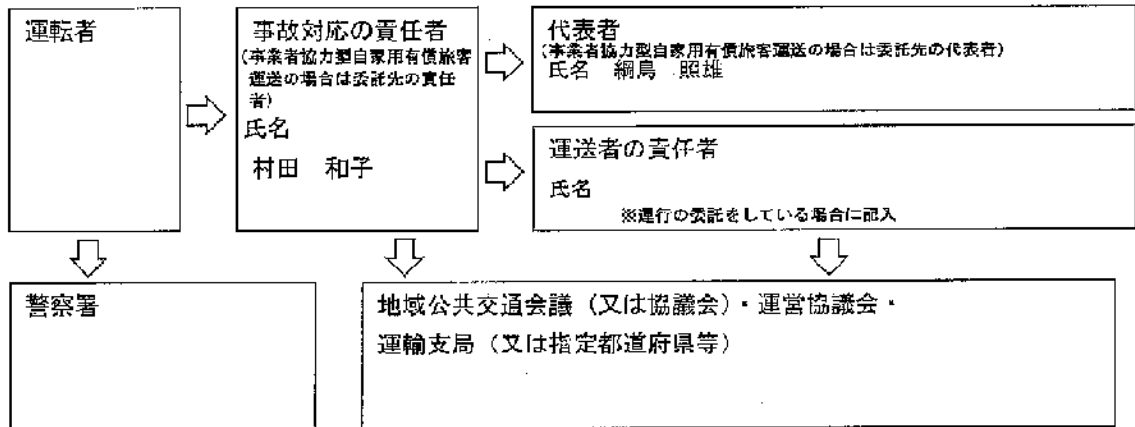 運転者
事故対応の責任者
(事業者協力型自家用有償旅客
運送の場合は委託先の責任
者)
氏名
村田 和子
代表者
(事業者協力型自家用有償旅客運送の場合は委託先の代表者)
氏名 綱島 照雄
運送者の責任者
氏名
※運行の委託をしている場合に記入
警察署
地域公共交通会議(又は協議会)・運営協議会・
運輸支局(又は指定都道府県等)